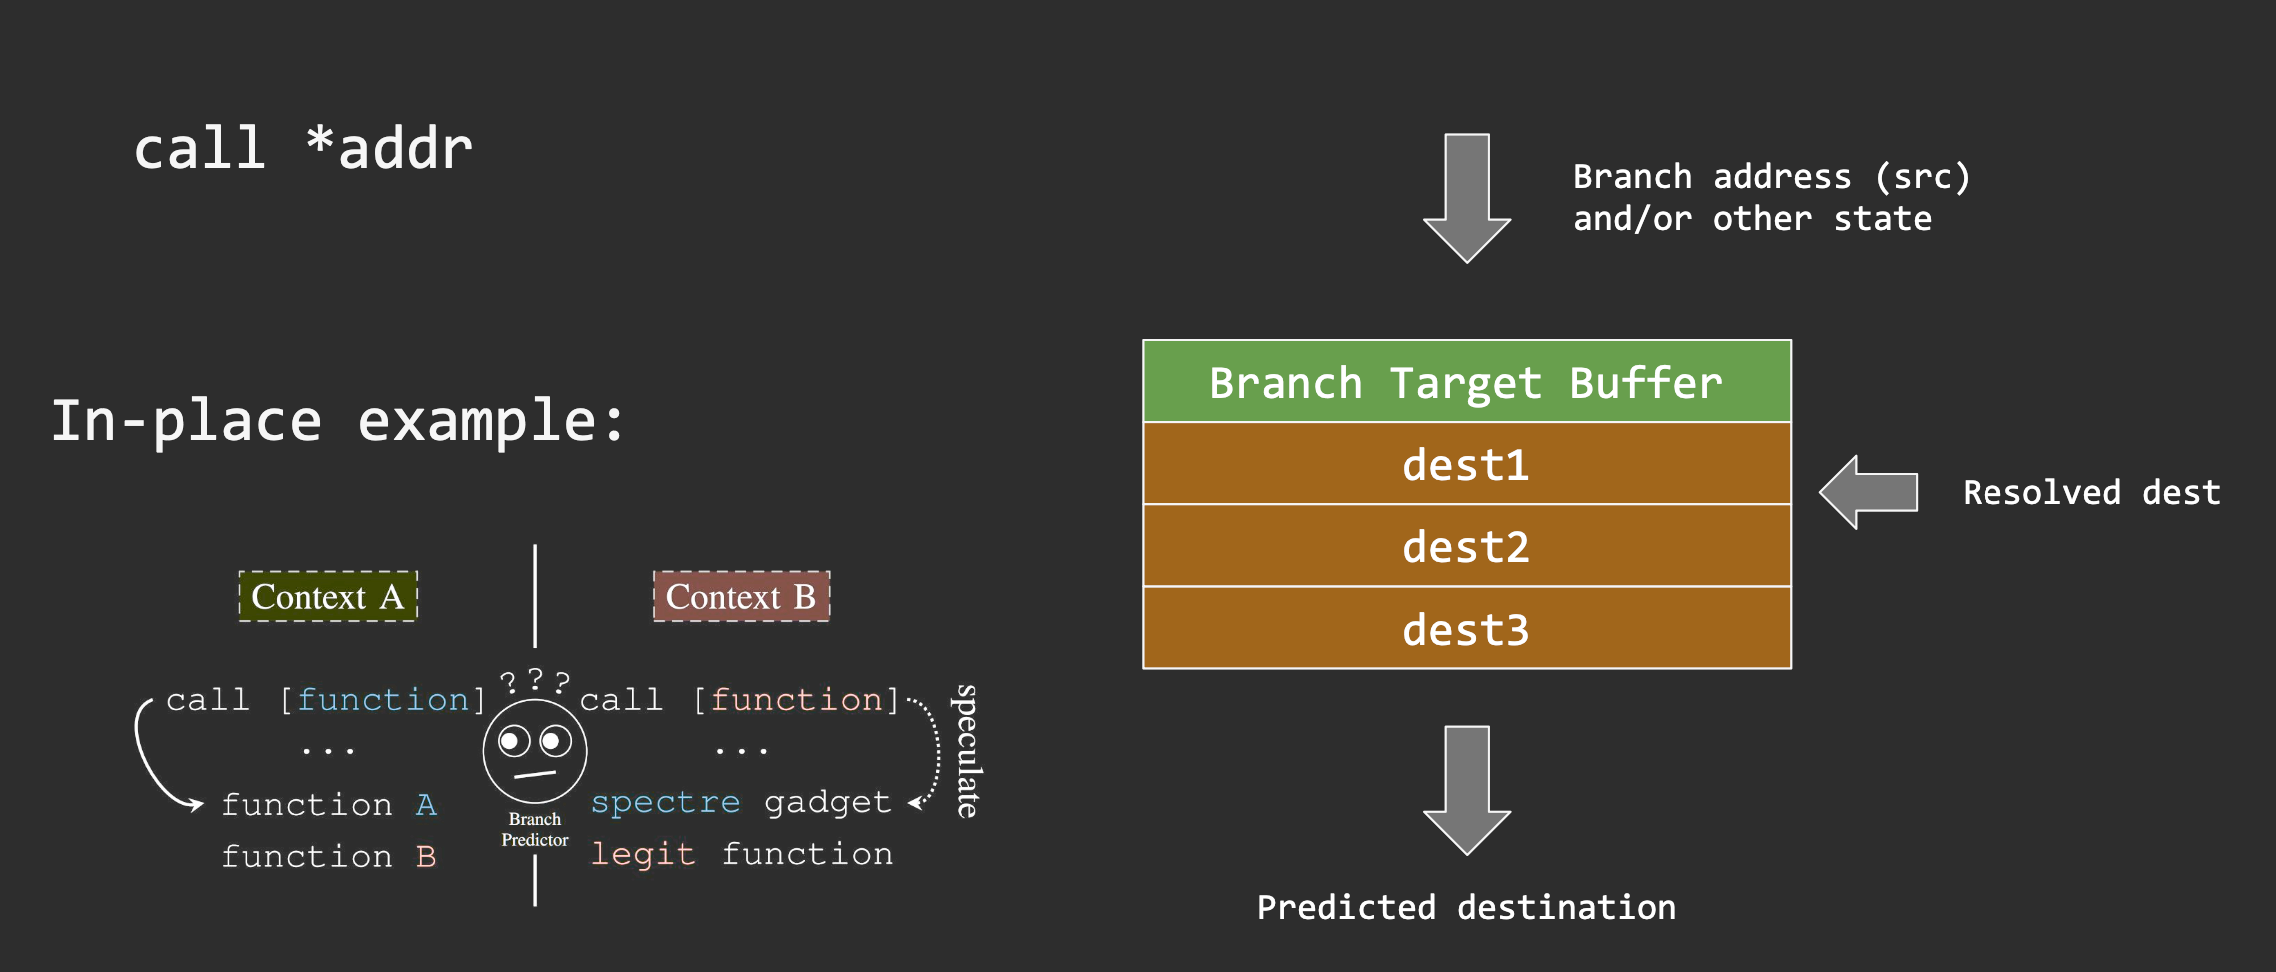 call *addr
In-place example:
Context A
call [function]
...
function A
function B
???
Branch
Predictor
Context B
call [function]
...
spectre gadget
legit function
speculate
Branch address (src)
and/or other state
Branch Target Buffer
dest1
dest2
dest3
Resolved dest
Predicted destination